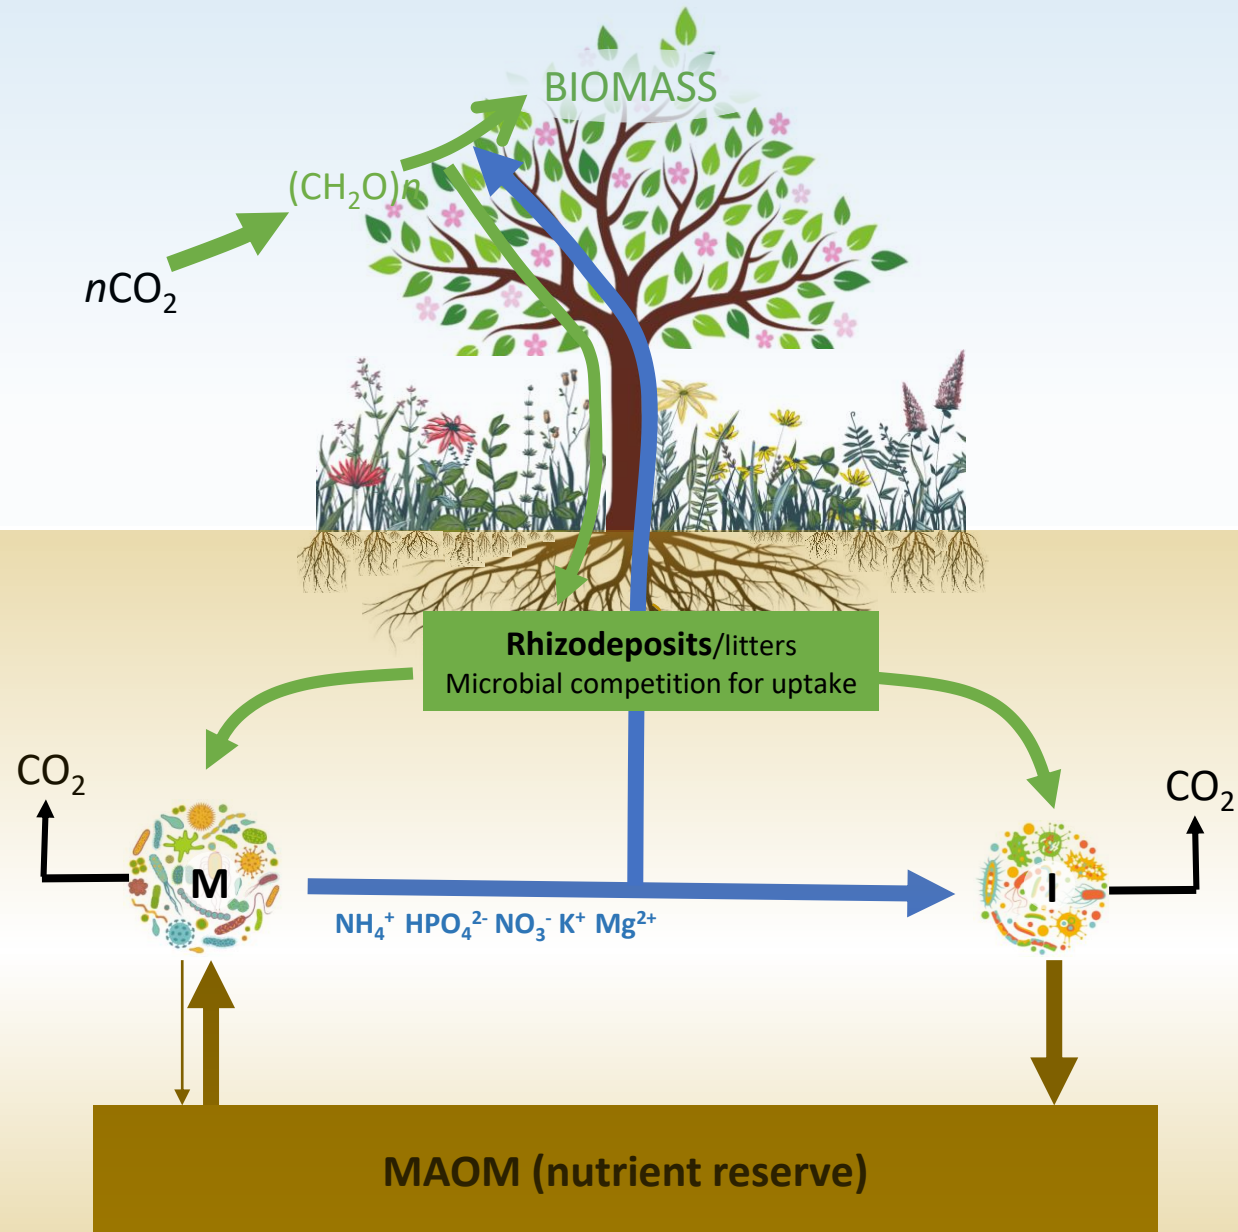 BIOMASS
(CH₂O)n
nCO₂
Rhizodeposits/litters
Microbial competition for uptake
CO₂
CO₂
M
I
NH₄⁺ HPO₄²⁻ NO₃⁻ K⁺ Mg²⁺
MAOM (nutrient reserve)